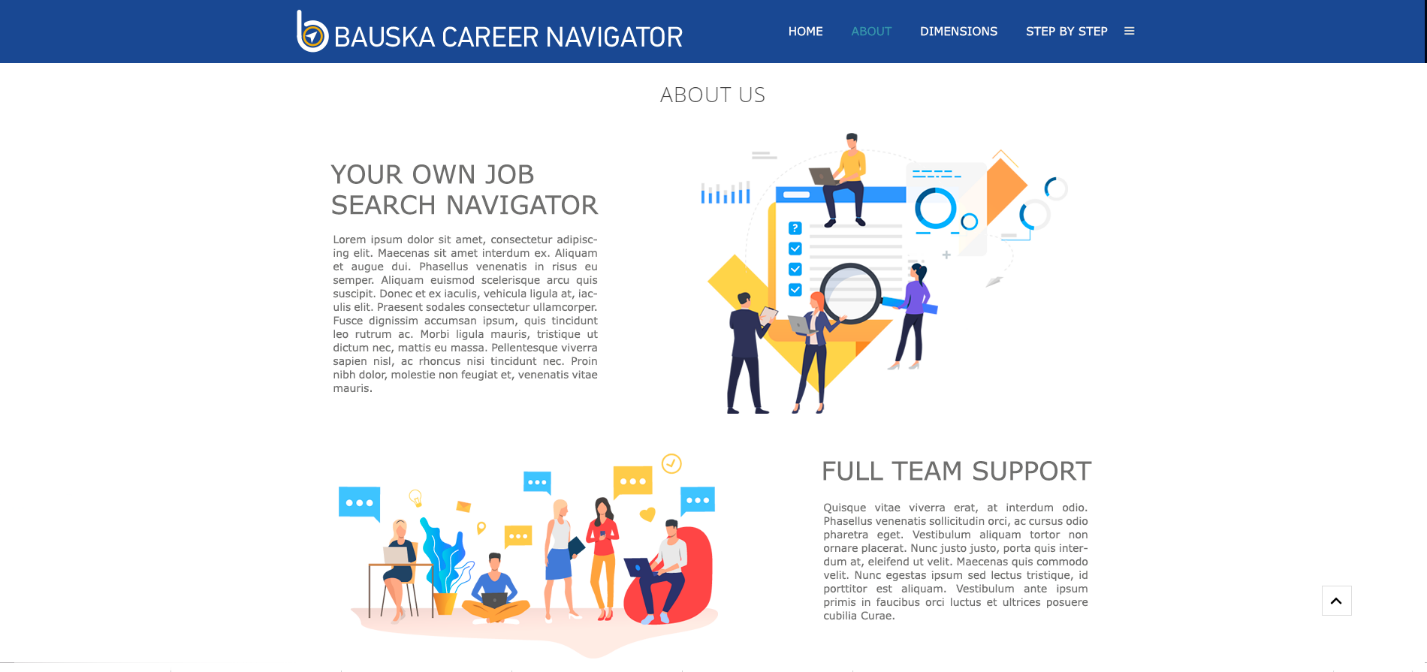 BAUSKA CAREER NAVIGATOR
HOME ABOUT DIMENSIONS STEP BY STEP
ABOUT US
YOUR OWN JOB
SEARCH NAVIGATOR
Lorem ipsum dolor sit amet, consectetur adipisc-
ing elit. Maecenas sit amet interdum ex. Aliquam
et augue dui. Phasellus venenatis in risus eu
semper. Aliquam euismod scelerisque arcu quis
suscipit. Donec et ex iaculis, vehicula ligula at, iac-
ulis elit. Praesent sodales consectetur ullamcorper.
Fusce dignissim accumsan ipsum, quis tincidunt
leo rutrum ac. Morbi ligula mauris, tristique ut
dictum nec, mattis eu massa. Pellentesque viverra
sapien nisl, ac rhoncus nisi tincidunt nec. Proin
nibh dolor, molestie non feugiat et, venenatis vitae
mauris.
?
FULL TEAM SUPPORT
Quisque vitae viverra erat, at interdum odio.
Phasellus venenatis sollicitudin orci, ac cursus odio
pharetra eget. Vestibulum aliquam tortor non
ornare placerat. Nunc justo justo, porta quis inter-
dum at, eleifend ut velit. Maecenas quis commodo
velit. Nunc egestas ipsum sed lectus tristique, id
porttitor est aliquam. Vestibulum ante ipsum
primis in faucibus orci luctus et ultrices posuere
cubilia Curae.